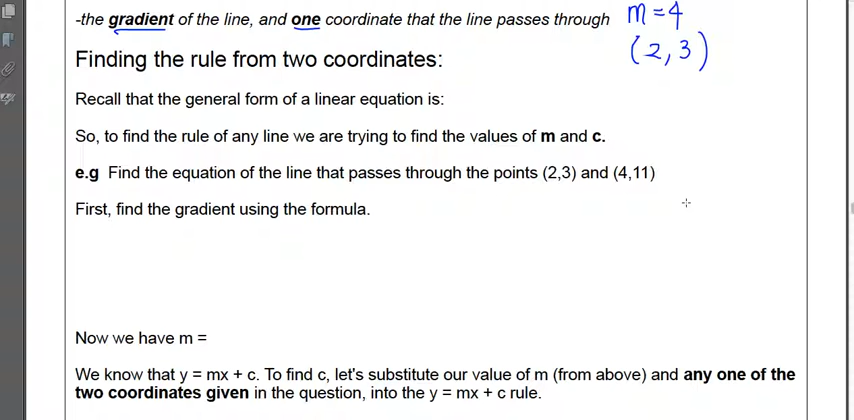 -the gradient of the line, and one coordinate that the line passes through
m = 4
(2, 3)
Finding the rule from two coordinates:
Recall that the general form of a linear equation is:
So, to find the rule of any line we are trying to find the values of m and c.
e.g Find the equation of the line that passes through the points (2,3) and (4,11)
First, find the gradient using the formula.
Now we have m =
We know that y = mx + c. To find c, let's substitute our value of m (from above) and any one of the
two coordinates given in the question, into the y = mx + c rule.